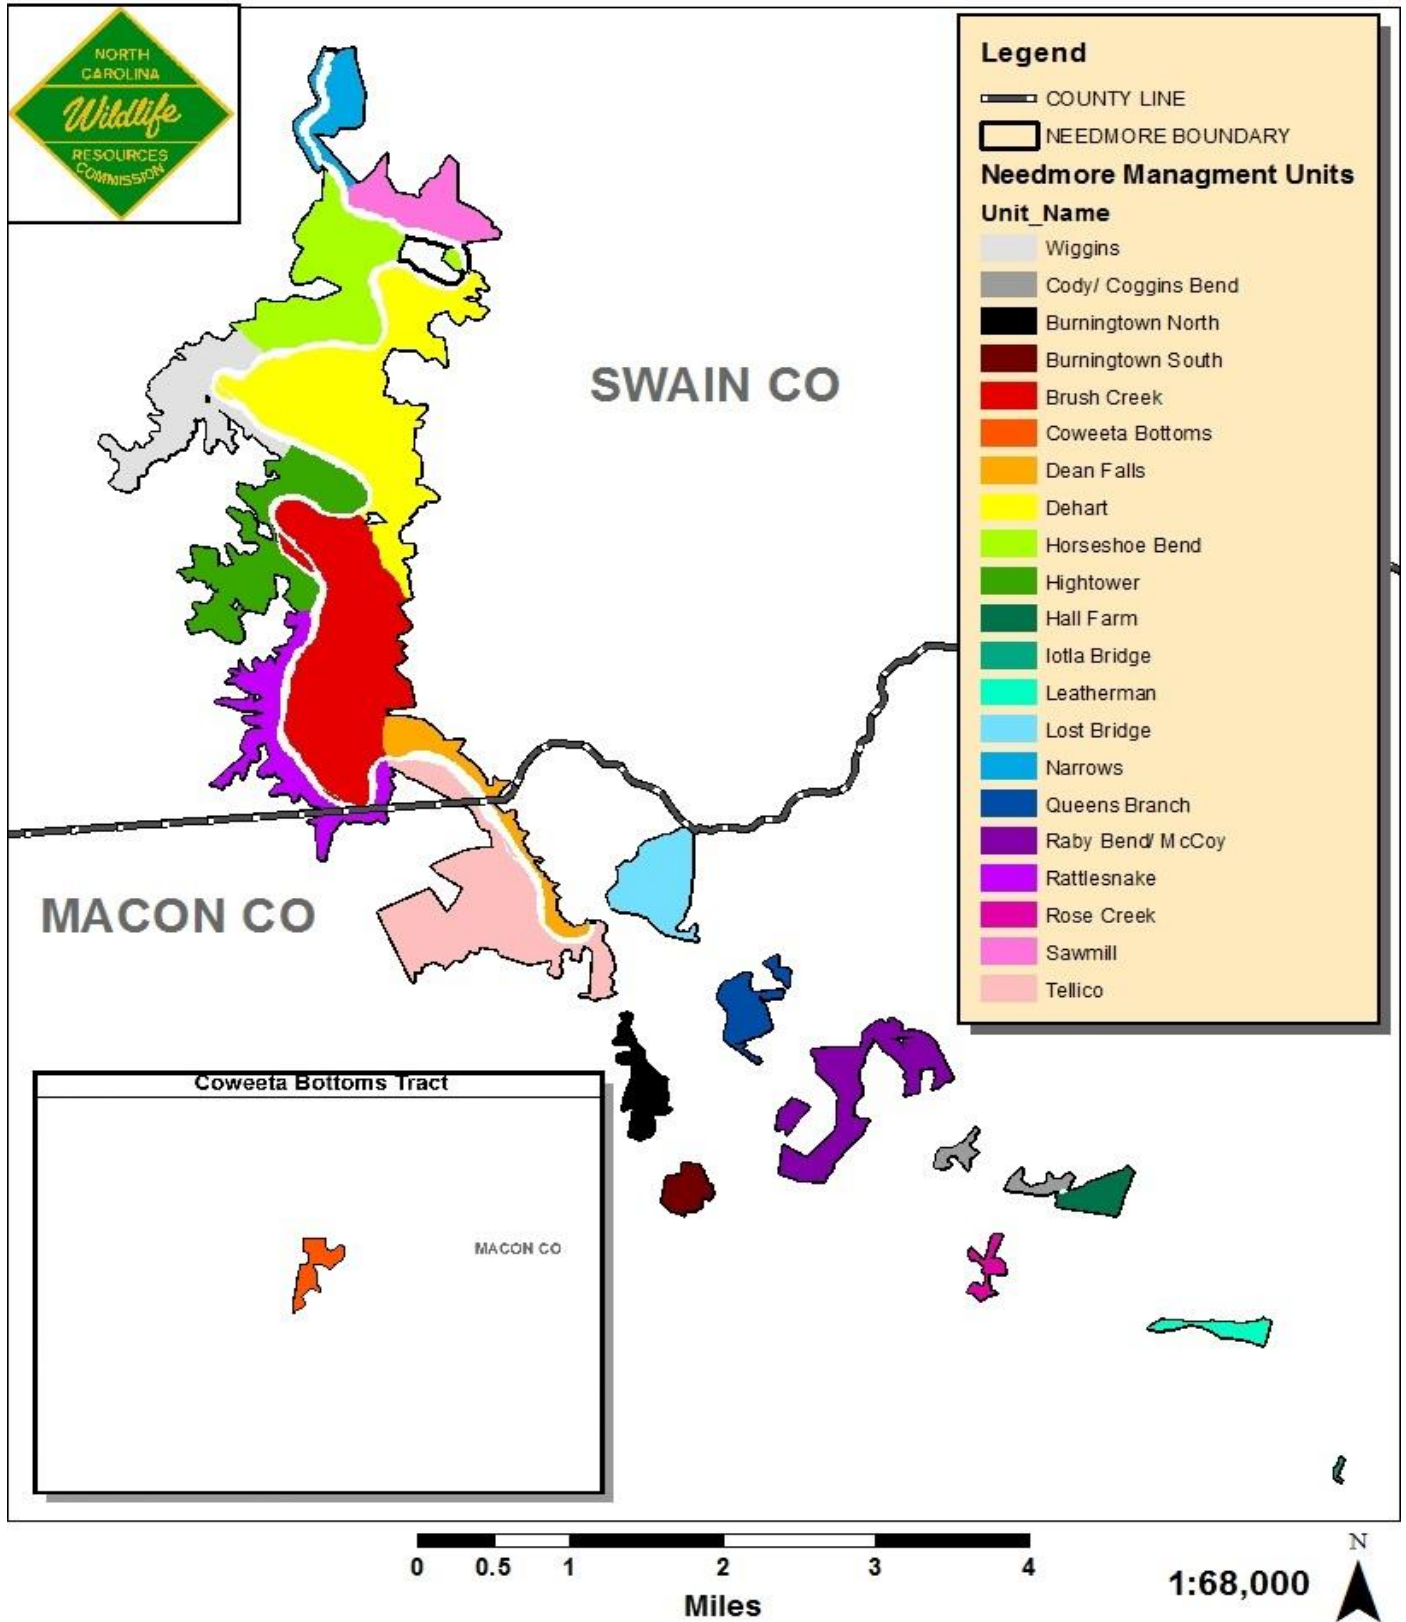 NORTH
CAROLINA
Wildlife
RESOURCES
COMMISSION
SWAIN CO
MACON CO
Legend
COUNTY LINE
NEEDMORE BOUNDARY
Needmore Managment Units
Unit_Name
Wiggins
Cody/ Coggins Bend
Burningtown North
Burningtown South
Brush Creek
Coweeta Bottoms
Dean Falls
Dehart
Horseshoe Bend
Hightower
Hall Farm
Iotla Bridge
Leatherman
Lost Bridge
Narrows
Queens Branch
Raby Bend/ McCoy
Rattlesnake
Rose Creek
Sawmill
Tellico
Coweeta Bottoms Tract
MACON CO
0 0.5 1 2 3 4
Miles
1:68,000
N